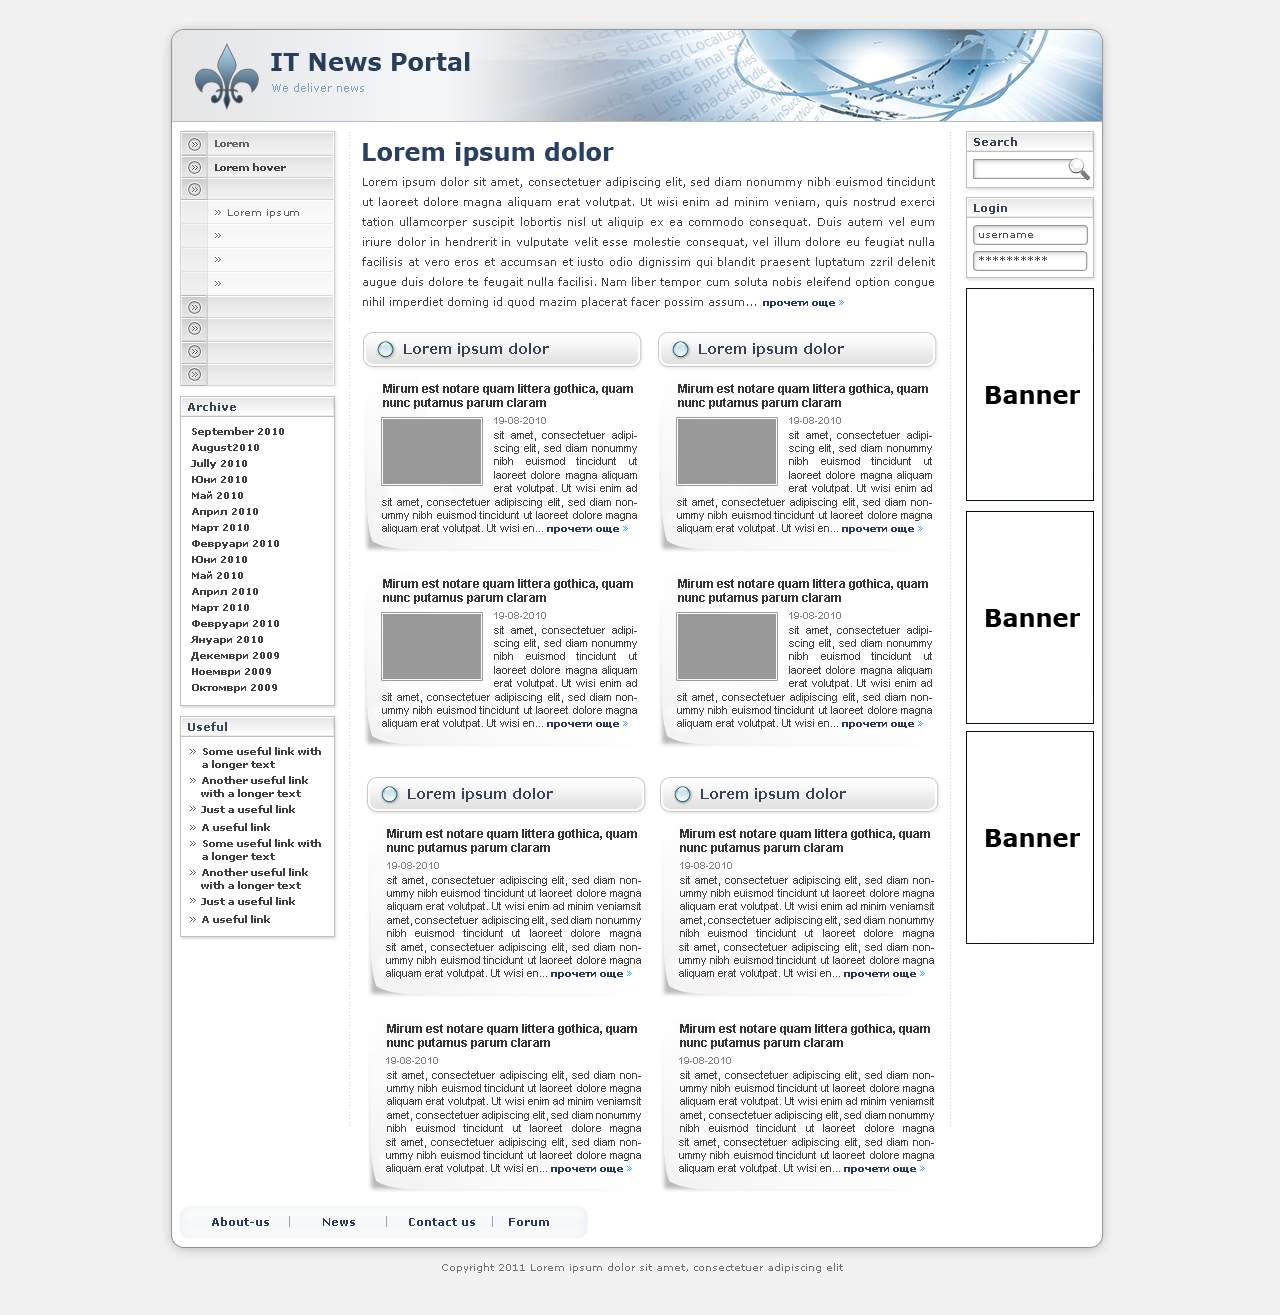 IT News Portal
We deliver news
Lorem
Lorem hover
» Lorem ipsum
»
»
»
Archive
September 2010
August2010
Jully 2010
Юни 2010
Май 2010
Април 2010
Март 2010
Февруари 2010
Юни 2010
Май 2010
Април 2010
Март 2010
Февруари 2010
Януари 2010
Декември 2009
Ноември 2009
Октомври 2009
Useful
» Some useful link with
a longer text
» Another useful link
with a longer text
» Just a useful link
» A useful link
» Some useful link with
a longer text
» Another useful link
with a longer text
» Just a useful link
» A useful link
Lorem ipsum dolor
Lorem ipsum dolor sit amet, consectetuer adipiscing elit, sed diam nonummy nibh euismod tincidunt
ut laoreet dolore magna aliquam erat volutpat. Ut wisi enim ad minim veniam, quis nostrud exerci
tation ullamcorper suscipit lobortis nisl ut aliquip ex ea commodo consequat. Duis autem vel eum
iriure dolor in hendrerit in vulputate velit esse molestie consequat, vel illum dolore eu feugiat nulla
facilisis at vero eros et accumsan et iusto odio dignissim qui blandit praesent luptatum zzril delenit
augue duis dolore te feugait nulla facilisi. Nam liber tempor cum soluta nobis eleifend option congue
nihil imperdiet doming id quod mazim placerat facer possim assum... прочети още »
Lorem ipsum dolor
Mirum est notare quam littera gothica, quam
nunc putamus parum claram
19-08-2010
sit amet, consectetuer adipi-
scing elit, sed diam nonummy
nibh euismod tincidunt ut
laoreet dolore magna aliquam
erat volutpat. Ut wisi enim ad
sit amet, consectetuer adipiscing elit, sed diam non-
ummy nibh euismod tincidunt ut laoreet dolore magna
aliquam erat volutpat. Ut wisi en... прочети още »
Lorem ipsum dolor
Mirum est notare quam littera gothica, quam
nunc putamus parum claram
19-08-2010
sit amet, consectetuer adipi-
scing elit, sed diam nonummy
nibh euismod tincidunt ut
laoreet dolore magna aliquam
erat volutpat. Ut wisi enim ad
sit amet, consectetuer adipiscing elit, sed diam non-
ummy nibh euismod tincidunt ut laoreet dolore magna
aliquam erat volutpat. Ut wisi en... прочети още »
Mirum est notare quam littera gothica, quam
nunc putamus parum claram
19-08-2010
sit amet, consectetuer adipi-
scing elit, sed diam nonummy
nibh euismod tincidunt ut
laoreet dolore magna aliquam
erat volutpat. Ut wisi enim ad
sit amet, consectetuer adipiscing elit, sed diam non-
ummy nibh euismod tincidunt ut laoreet dolore magna
aliquam erat volutpat. Ut wisi en... прочети още »
Mirum est notare quam littera gothica, quam
nunc putamus parum claram
19-08-2010
sit amet, consectetuer adipi-
scing elit, sed diam nonummy
nibh euismod tincidunt ut
laoreet dolore magna aliquam
erat volutpat. Ut wisi enim ad
sit amet, consectetuer adipiscing elit, sed diam non-
ummy nibh euismod tincidunt ut laoreet dolore magna
aliquam erat volutpat. Ut wisi en... прочети още »
Lorem ipsum dolor
Mirum est notare quam littera gothica, quam
nunc putamus parum claram
19-08-2010
sit amet, consectetuer adipiscing elit, sed diam non-
ummy nibh euismod tincidunt ut laoreet dolore magna
aliquam erat volutpat. Ut wisi enim ad minim veniamsit
amet, consectetuer adipiscing elit, sed diam nonummy
nibh euismod tincidunt ut laoreet dolore magna
sit amet, consectetuer adipiscing elit, sed diam non-
ummy nibh euismod tincidunt ut laoreet dolore magna
aliquam erat volutpat. Ut wisi en... прочети още »
Lorem ipsum dolor
Mirum est notare quam littera gothica, quam
nunc putamus parum claram
19-08-2010
sit amet, consectetuer adipiscing elit, sed diam non-
ummy nibh euismod tincidunt ut laoreet dolore magna
aliquam erat volutpat. Ut wisi enim ad minim veniamsit
amet, consectetuer adipiscing elit, sed diam nonummy
nibh euismod tincidunt ut laoreet dolore magna
sit amet, consectetuer adipiscing elit, sed diam non-
ummy nibh euismod tincidunt ut laoreet dolore magna
aliquam erat volutpat. Ut wisi en... прочети още »
Mirum est notare quam littera gothica, quam
nunc putamus parum claram
19-08-2010
sit amet, consectetuer adipiscing elit, sed diam non-
ummy nibh euismod tincidunt ut laoreet dolore magna
aliquam erat volutpat. Ut wisi enim ad minim veniamsit
amet, consectetuer adipiscing elit, sed diam nonummy
nibh euismod tincidunt ut laoreet dolore magna
sit amet, consectetuer adipiscing elit, sed diam non-
ummy nibh euismod tincidunt ut laoreet dolore magna
aliquam erat volutpat. Ut wisi en... прочети още »
Mirum est notare quam littera gothica, quam
nunc putamus parum claram
19-08-2010
sit amet, consectetuer adipiscing elit, sed diam non-
ummy nibh euismod tincidunt ut laoreet dolore magna
aliquam erat volutpat. Ut wisi enim ad minim veniamsit
amet, consectetuer adipiscing elit, sed diam nonummy
nibh euismod tincidunt ut laoreet dolore magna
sit amet, consectetuer adipiscing elit, sed diam non-
ummy nibh euismod tincidunt ut laoreet dolore magna
aliquam erat volutpat. Ut wisi en... прочети още »
Search
Login
username
**********
Banner
Banner
Banner
About-us | News | Contact us | Forum
Copyright 2011 Lorem ipsum dolor sit amet, consectetuer adipiscing elit